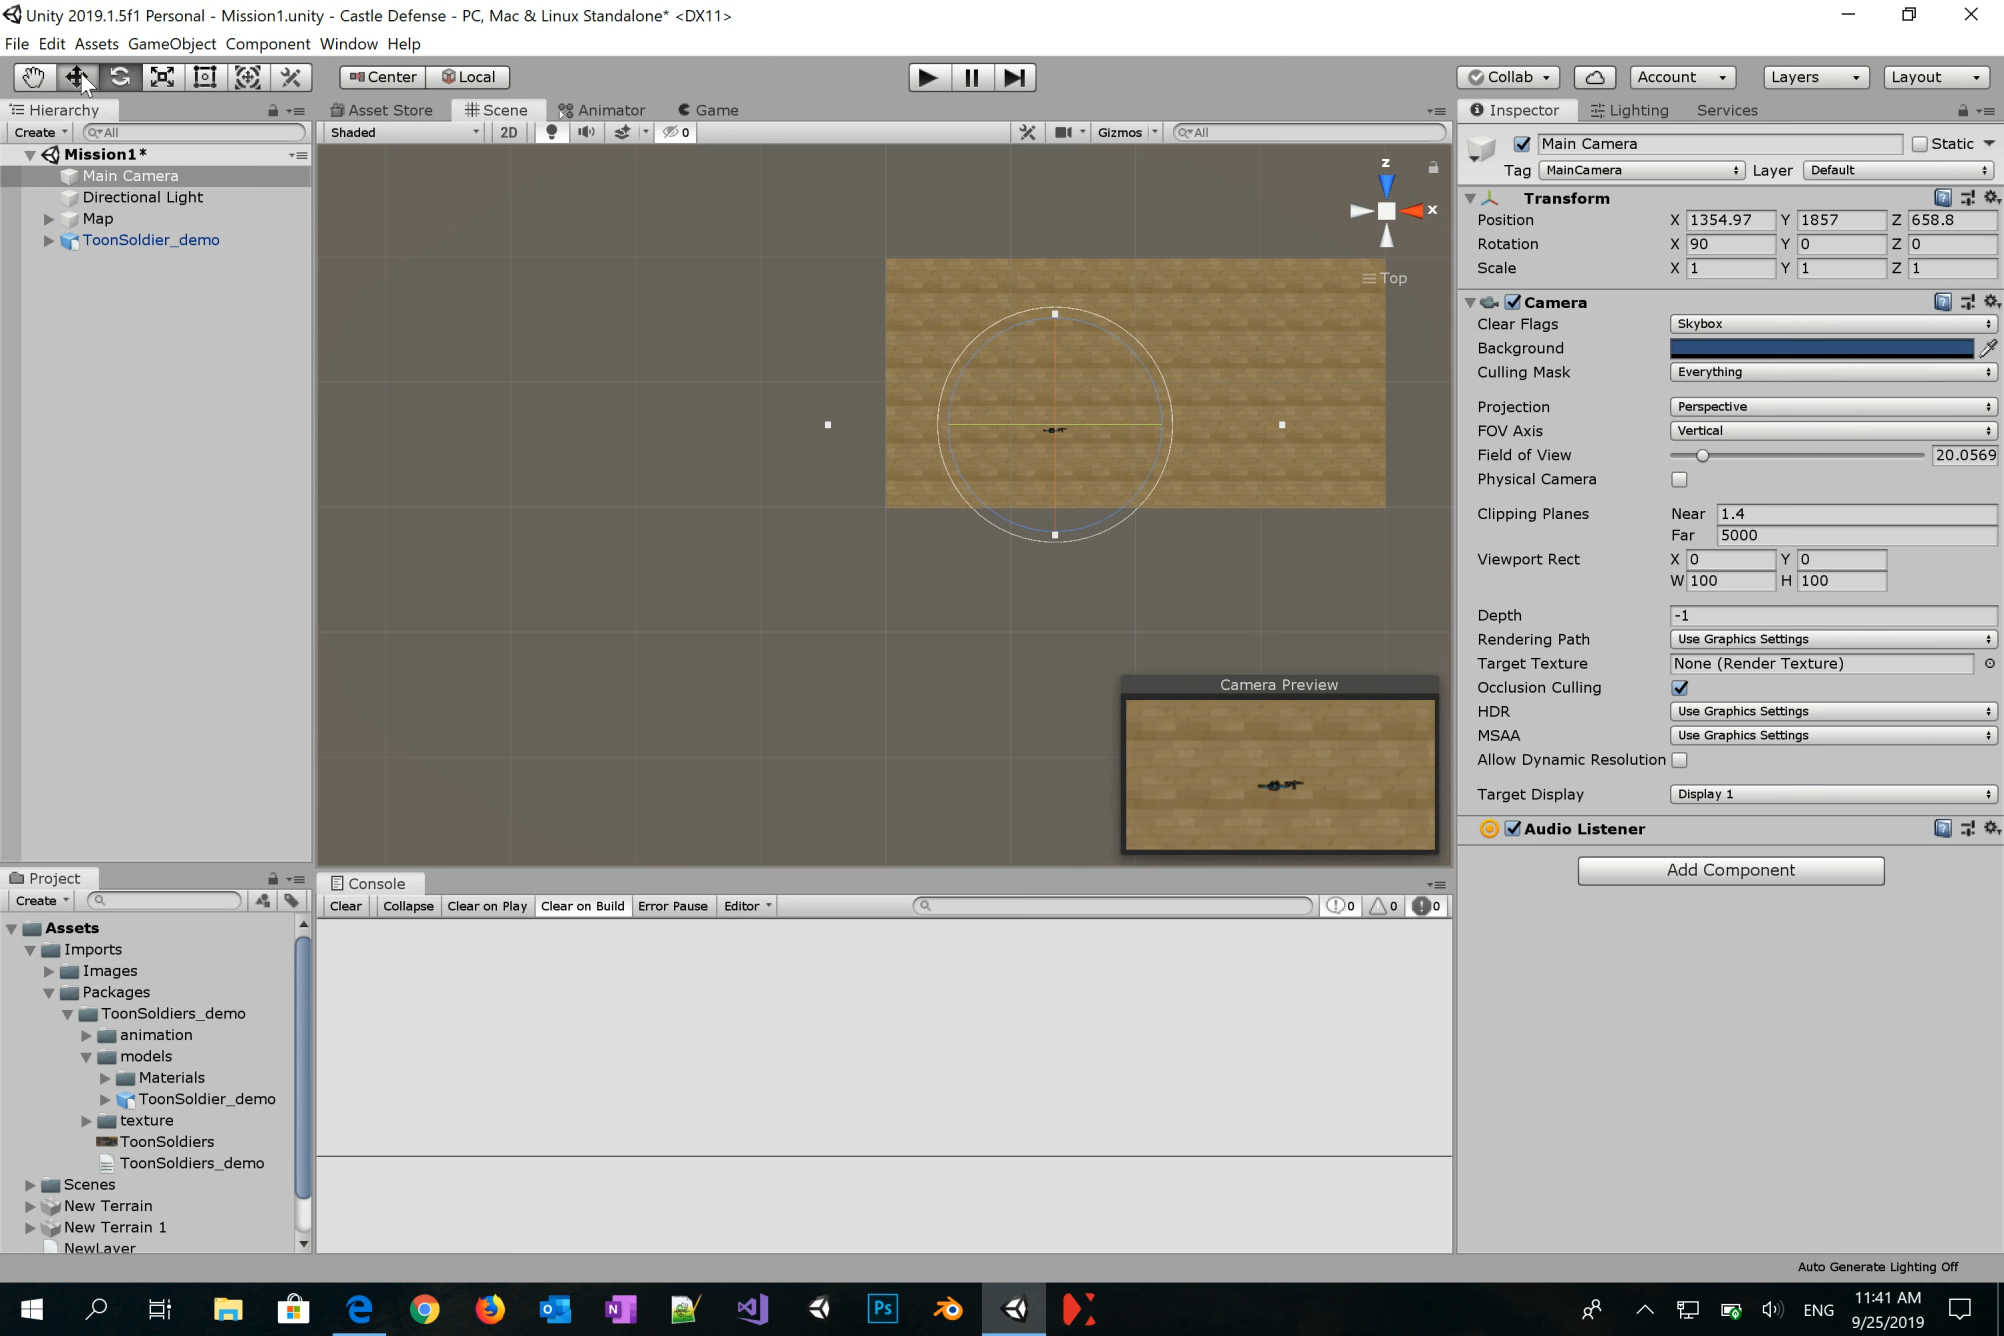 Unity 2019.1.5f1 Personal - Mission1.unity - Castle Defense - PC, Mac & Linux Standalone* <DX11>
File Edit Assets GameObject Component Window Help
Center Local Collab Account Layers Layout
Hierarchy
Create All
Mission1*
Main Camera
Directional Light
Map
ToonSoldier_demo
Asset Store Scene Animator Game
Shaded 2D 0 Gizmos All
z
x
Top
Camera Preview
Inspector Lighting Services
Main Camera Static
Tag MainCamera Layer Default
Transform
Position X 1354.97 Y 1857 Z 658.8
Rotation X 90 Y 0 Z 0
Scale X 1 Y 1 Z 1
Camera
Clear Flags Skybox
Background
Culling Mask Everything
Projection Perspective
FOV Axis Vertical
Field of View 20.0569
Physical Camera
Clipping Planes Near 1.4
Far 5000
Viewport Rect X 0 Y 0
W 100 H 100
Depth -1
Rendering Path Use Graphics Settings
Target Texture None (Render Texture)
Occlusion Culling
HDR Use Graphics Settings
MSAA Use Graphics Settings
Allow Dynamic Resolution
Target Display Display 1
Audio Listener
Add Component
Project
Create
Assets
Imports
Images
Packages
ToonSoldiers_demo
animation
models
Materials
ToonSoldier_demo
texture
ToonSoldiers
ToonSoldiers_demo
Scenes
New Terrain
New Terrain 1
NewLayer
Console
Clear Collapse Clear on Play Clear on Build Error Pause Editor 0 0 0
Auto Generate Lighting Off
Ps
ENG
11:41 AM
9/25/2019